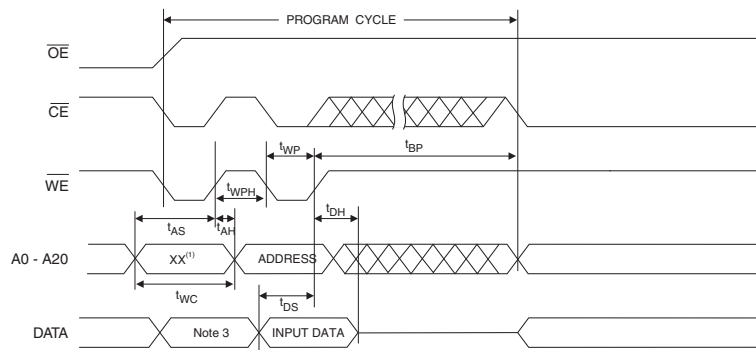 PROGRAM CYCLE
OE
CE
tWP
tBP
WE
tWPH
tDH
tAS
tAH
A0 - A20
XX(1)
ADDRESS
tWC
tDS
DATA
Note 3
INPUT DATA